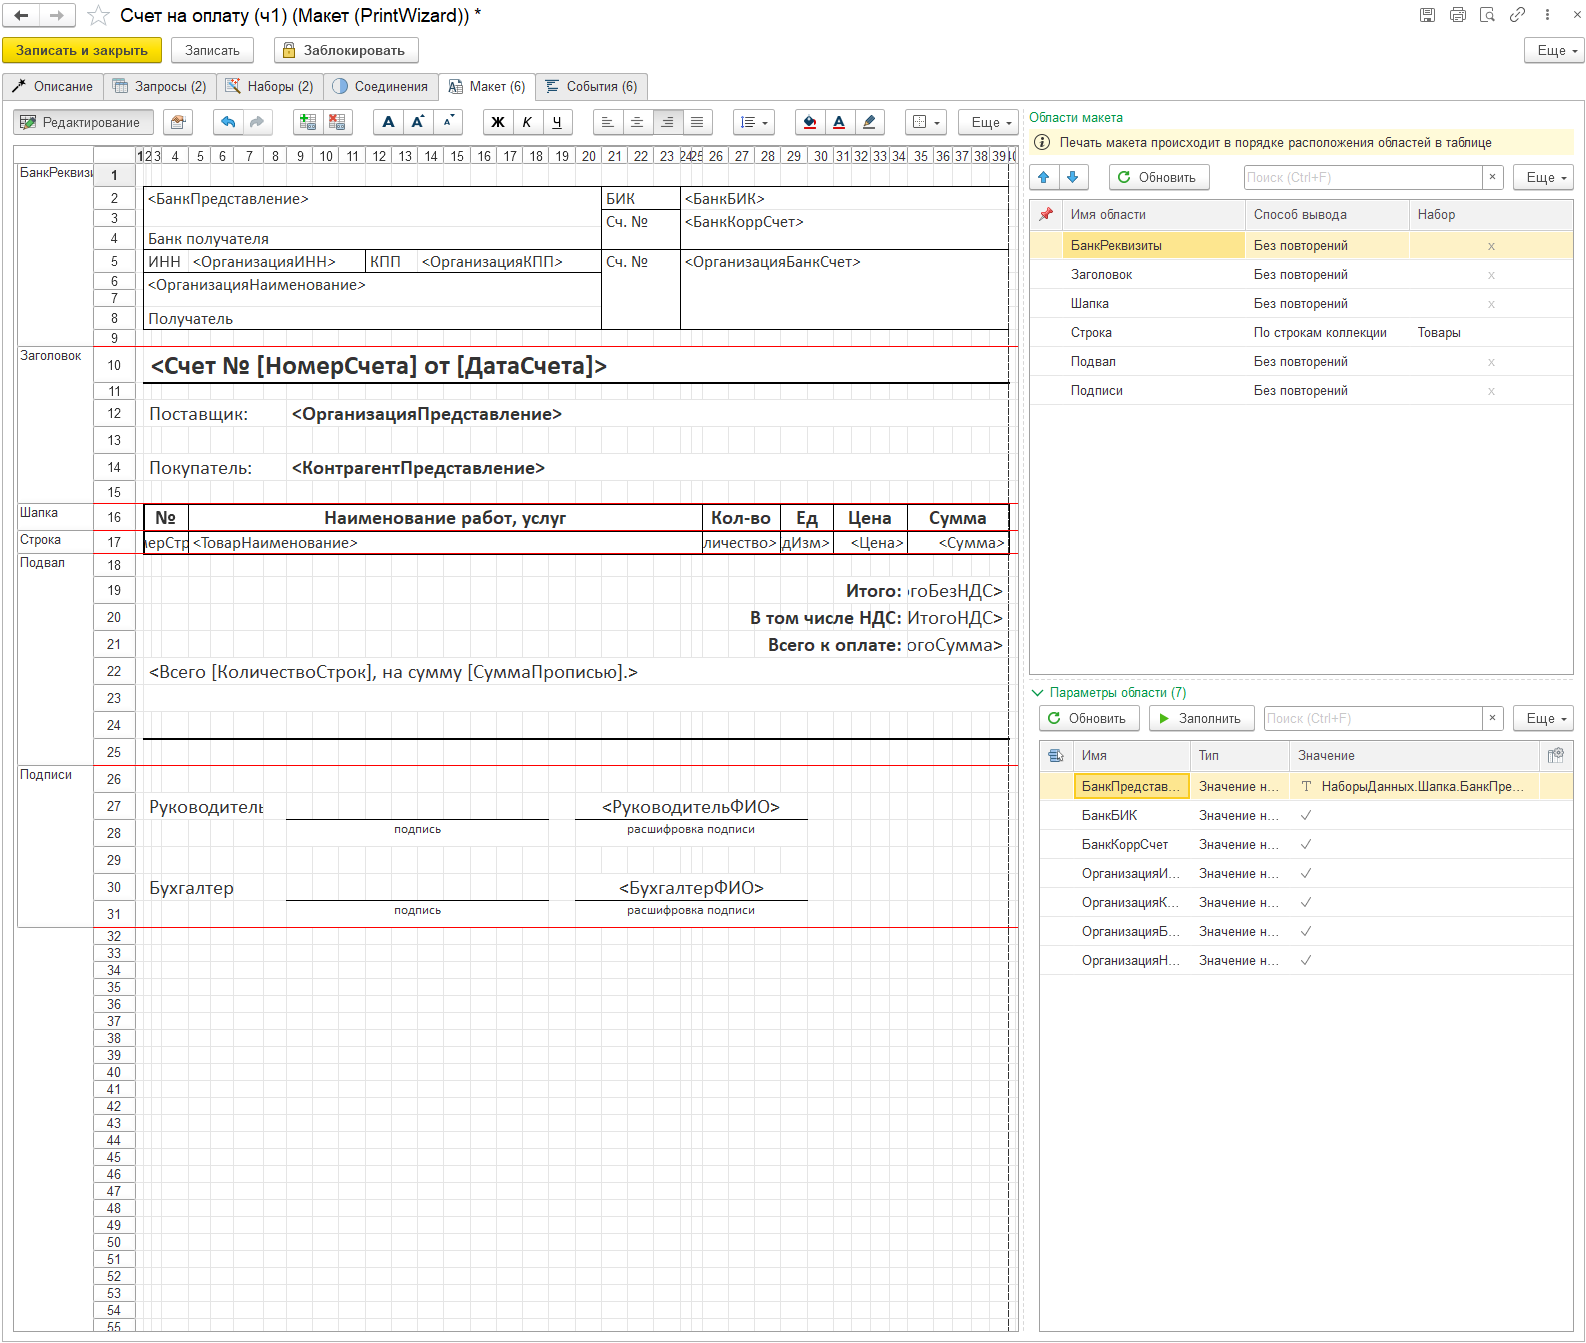 Счет на оплату (ч1) (Макет (PrintWizard)) *
Записать и закрыть
Записать
Заблокировать
Еще
Описание
Запросы (2)
Наборы (2)
Соединения
Макет (6)
События (6)
Редактирование
Ж К Ч
Еще
1 2 3 4 5 6 7 8 9 10 11 12 13 14 15 16 17 18 19 20 21 22 23 24 25 26 27 28 29 30 31 32 33 34 35 36 37 38 39 40
БанкРеквизи
1
2 <БанкПредставление> БИК <БанкБИК>
3 Сч. № <БанкКоррСчет>
4 Банк получателя
5 ИНН <ОрганизацияИНН> КПП <ОрганизацияКПП> Сч. № <ОрганизацияБанкСчет>
6 <ОрганизацияНаименование>
7
8 Получатель
9
Заголовок
10 <Счет № [НомерСчета] от [ДатаСчета]>
11
12 Поставщик: <ОрганизацияПредставление>
13
14 Покупатель: <КонтрагентПредставление>
15
Шапка
16 № Наименование работ, услуг Кол-во Ед Цена Сумма
Строка
17 мерСтр <ТоварНаименование> личество> дИзм> <Цена> <Сумма>
Подвал
18
19 Итого: гоБезНДС>
20 В том числе НДС: ИтогоНДС>
21 Всего к оплате: огоСумма>
22 <Всего [КоличествоСтрок], на сумму [СуммаПрописью].>
23
24
25
Подписи
26
27 Руководитель <РуководительФИО>
28 подпись расшифровка подписи
29
30 Бухгалтер <БухгалтерФИО>
31 подпись расшифровка подписи
32
33
34
35
36
37
38
39
40
41
42
43
44
45
46
47
48
49
50
51
52
53
54
55
Области макета
Печать макета происходит в порядке расположения областей в таблице
Обновить
Поиск (Ctrl+F)
×
Еще
Имя области Способ вывода Набор
БанкРеквизиты Без повторений x
Заголовок Без повторений x
Шапка Без повторений x
Строка По строкам коллекции Товары
Подвал Без повторений x
Подписи Без повторений x
Параметры области (7)
Обновить
Заполнить
Поиск (Ctrl+F)
×
Еще
Имя Тип Значение
БанкПредстав... Значение н... T НаборыДанных.Шапка.БанкПре...
БанкБИК Значение н... ✓
БанкКоррСчет Значение н... ✓
ОрганизацияИ... Значение н... ✓
ОрганизацияК... Значение н... ✓
ОрганизацияБ... Значение н... ✓
ОрганизацияН... Значение н... ✓